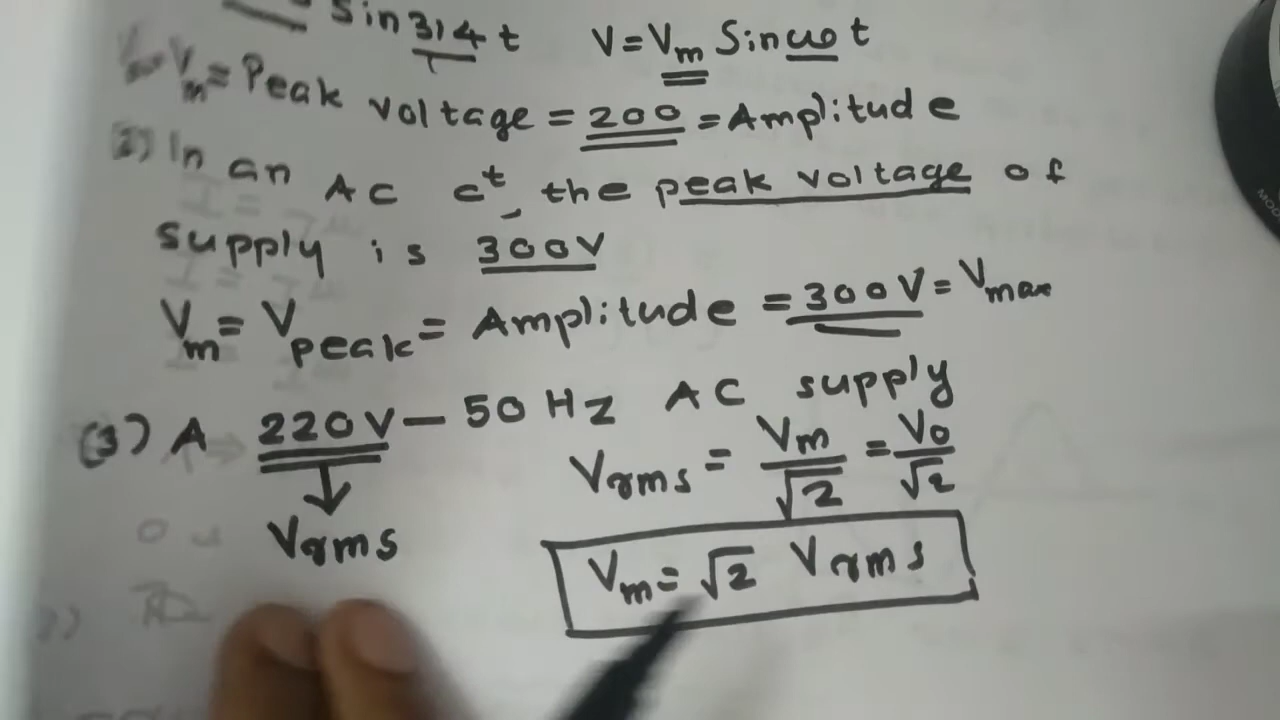 Sin 314 t V = Vm Sin ωt
Vm = Peak voltage = 200 = Amplitude
(2) In an AC ct, the peak voltage of
supply is 300V
Vm = Vpeak = Amplitude = 300V = Vmax
(3) A 220V – 50 Hz AC supply
Vrms = Vm/√2 = V0/√2
Vrms
Vm = √2 Vrms